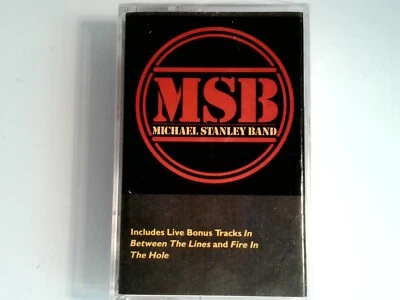 MSB
MICHAEL STANLEY BAND
Includes Live Bonus Tracks In
Between The Lines and Fire In
The Hole